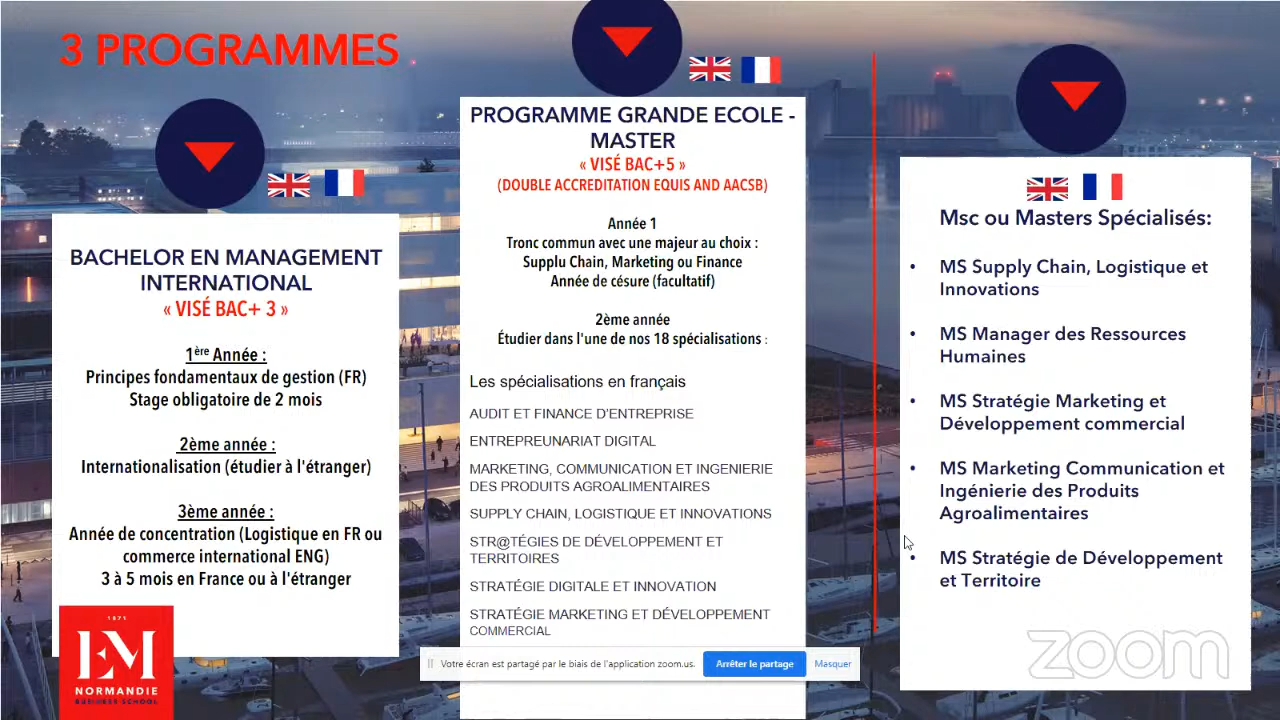 3 PROGRAMMES
BACHELOR EN MANAGEMENT
INTERNATIONAL
« VISÉ BAC+ 3 »
1ère Année :
Principes fondamentaux de gestion (FR)
Stage obligatoire de 2 mois
2ème année :
Internationalisation (étudier à l'étranger)
3ème année :
Année de concentration (Logistique en FR ou
commerce international ENG)
3 à 5 mois en France ou à l'étranger
1871
EM
NORMANDIE
BUSINESS SCHOOL
PROGRAMME GRANDE ECOLE -
MASTER
« VISÉ BAC+5 »
(DOUBLE ACCREDITATION EQUIS AND AACSB)
Année 1
Tronc commun avec une majeur au choix :
Supplu Chain, Marketing ou Finance
Année de césure (facultatif)
2ème année
Étudier dans l'une de nos 18 spécialisations :
Les spécialisations en français
AUDIT ET FINANCE D'ENTREPRISE
ENTREPREUNARIAT DIGITAL
MARKETING, COMMUNICATION ET INGENIERIE
DES PRODUITS AGROALIMENTAIRES
SUPPLY CHAIN, LOGISTIQUE ET INNOVATIONS
STR@TÉGIES DE DÉVELOPPEMENT ET
TERRITOIRES
STRATÉGIE DIGITALE ET INNOVATION
STRATÉGIE MARKETING ET DÉVELOPPEMENT
COMMERCIAL
Votre écran est partagé par le biais de l'application zoom.us.
Arrêter le partage
Masquer
Msc ou Masters Spécialisés:
• MS Supply Chain, Logistique et
Innovations
• MS Manager des Ressources
Humaines
• MS Stratégie Marketing et
Développement commercial
• MS Marketing Communication et
Ingénierie des Produits
Agroalimentaires
• MS Stratégie de Développement
et Territoire
zoom